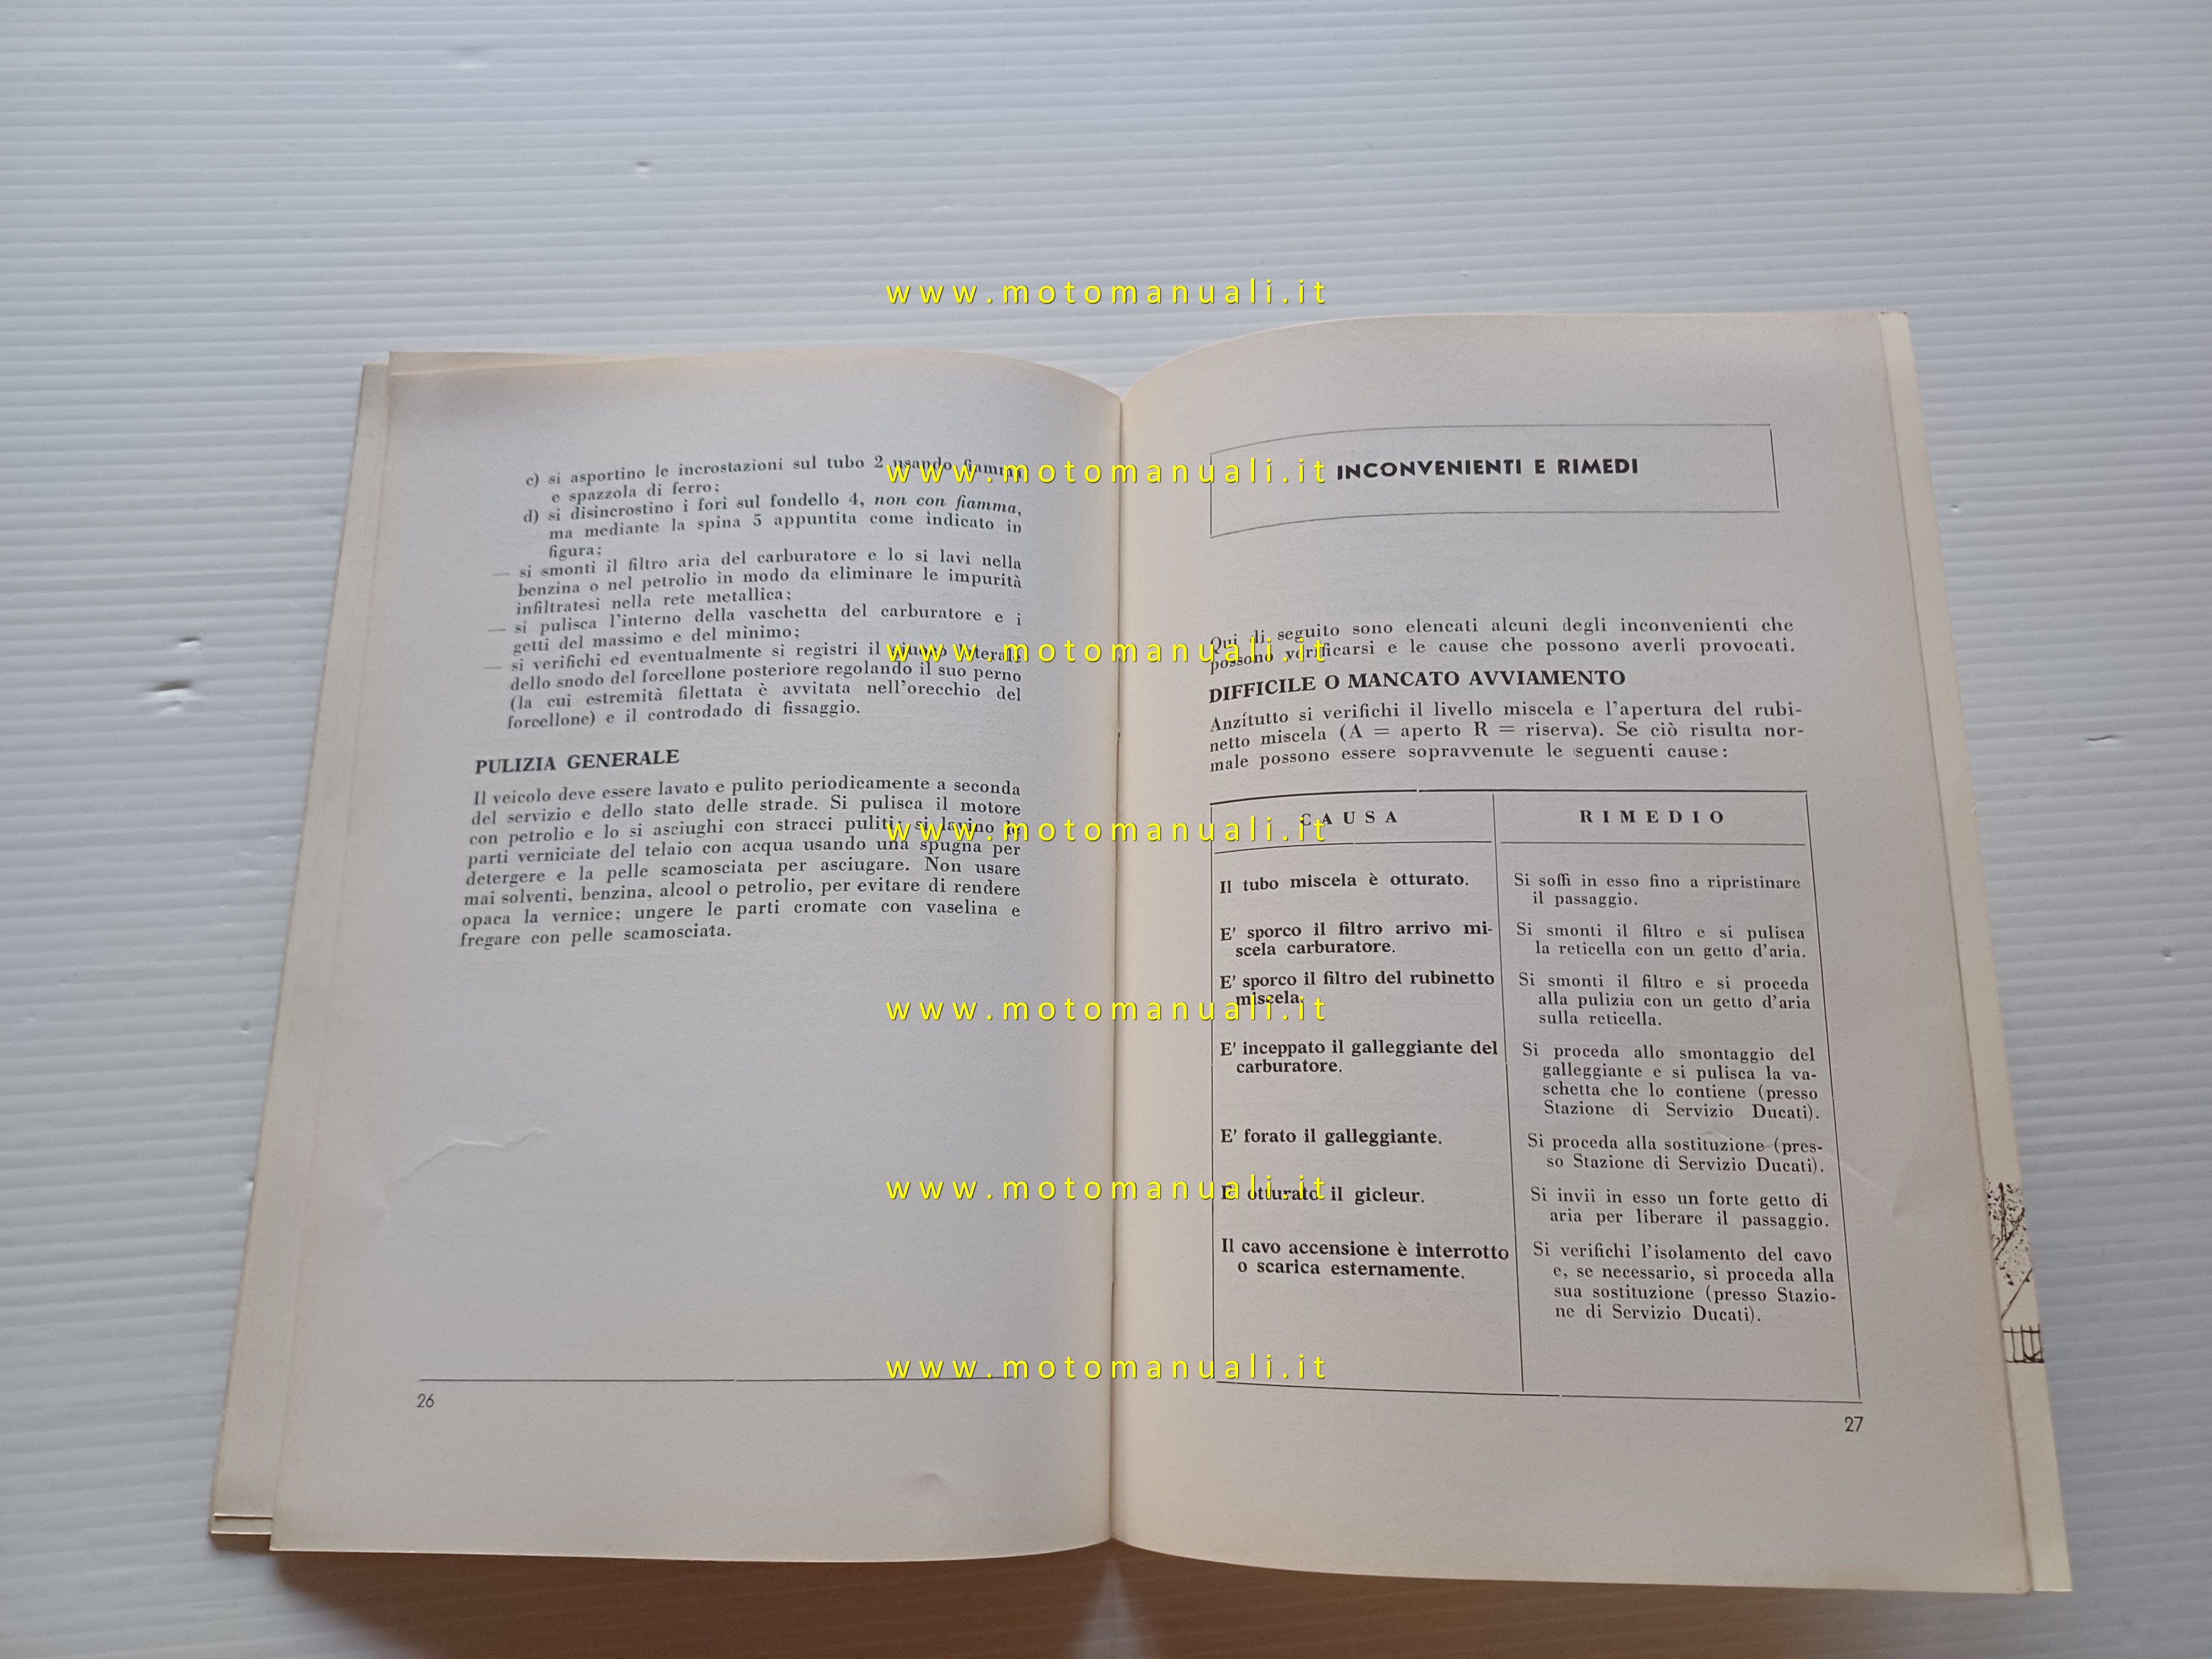 www.motomanuali.it
c) si asportino le incrostazioni sul tubo 2 usando fiamma
e spazzola di ferro;
d) si disincrostino i fori sul fondello 4, non con fiamma,
ma mediante la spina 5 appuntita come indicato in
figura;
— si smonti il filtro aria del carburatore e lo si lavi nella
benzina o nel petrolio in modo da eliminare le impurità
infiltratesi nella rete metallica;
— si pulisca l'interno della vaschetta del carburatore e i
getti del massimo e del minimo;
— si verifichi ed eventualmente si registri il giuoco laterale
dello snodo del forcellone posteriore regolando il suo perno
(la cui estremità filettata è avvitata nell'orecchio del
forcellone) e il controdado di fissaggio.
PULIZIA GENERALE
Il veicolo deve essere lavato e pulito periodicamente a seconda
del servizio e dello stato delle strade. Si pulisca il motore
con petrolio e lo si asciughi con stracci puliti; si lavino le
parti verniciate del telaio con acqua usando una spugna per
detergere e la pelle scamosciata per asciugare. Non usare
mai solventi, benzina, alcool o petrolio, per evitare di rendere
opaca la vernice; ungere le parti cromate con vaselina e
fregare con pelle scamosciata.
26
www.motomanuali.it
www.motomanuali.it
www.motomanuali.it
www.motomanuali.it
www.motomanuali.it
www.motomanuali.it
INCONVENIENTI E RIMEDI
Qui di seguito sono elencati alcuni degli inconvenienti che
possono verificarsi e le cause che possono averli provocati.
DIFFICILE O MANCATO AVVIAMENTO
Anzitutto si verifichi il livello miscela e l'apertura del rubi-
netto miscela (A = aperto R = riserva). Se ciò risulta nor-
male possono essere sopravvenute le seguenti cause:
CAUSA
RIMEDIO
Il tubo miscela è otturato.
Si soffi in esso fino a ripristinare
il passaggio.
E' sporco il filtro arrivo mi-
scela carburatore.
Si smonti il filtro e si pulisca
la reticella con un getto d'aria.
E' sporco il filtro del rubinetto
miscela.
Si smonti il filtro e si proceda
alla pulizia con un getto d'aria
sulla reticella.
E' inceppato il galleggiante del
carburatore.
Si proceda allo smontaggio del
galleggiante e si pulisca la va-
schetta che lo contiene (presso
Stazione di Servizio Ducati).
E' forato il galleggiante.
Si proceda alla sostituzione (pres-
so Stazione di Servizio Ducati).
E' otturato il gicleur.
Si invii in esso un forte getto di
aria per liberare il passaggio.
Il cavo accensione è interrotto
o scarica esternamente.
Si verifichi l'isolamento del cavo
e, se necessario, si proceda alla
sua sostituzione (presso Stazio-
ne di Servizio Ducati).
27